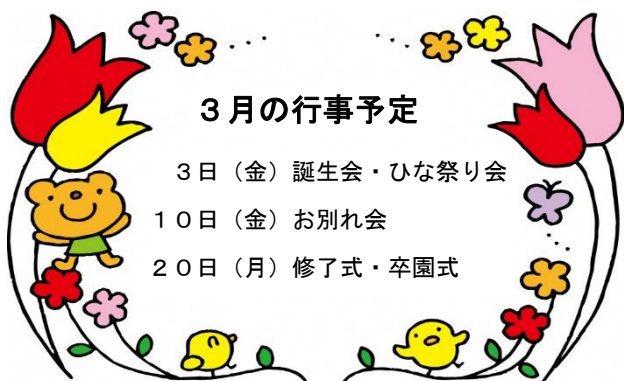 ３月の行事予定
３日（金）誕生会・ひな祭り会
１０日（金）お別れ会
２０日（月）修了式・卒園式